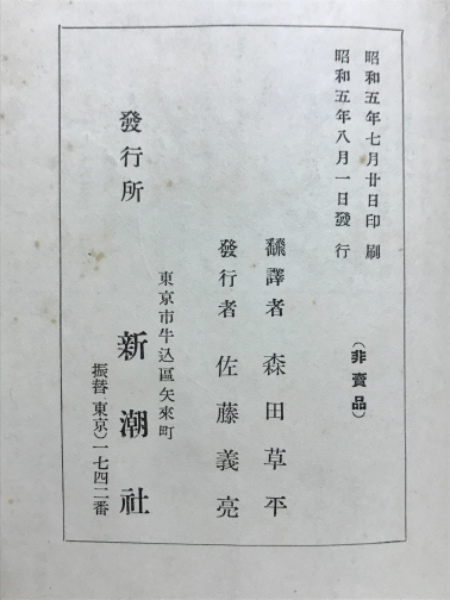 昭和五年七月廿日印刷
昭和五年八月一日發行
(非賣品)
飜譯者 森田草平
發行者 佐藤義亮
東京市牛込區矢來町
發行所 新潮社
振替(東京)一七四二番